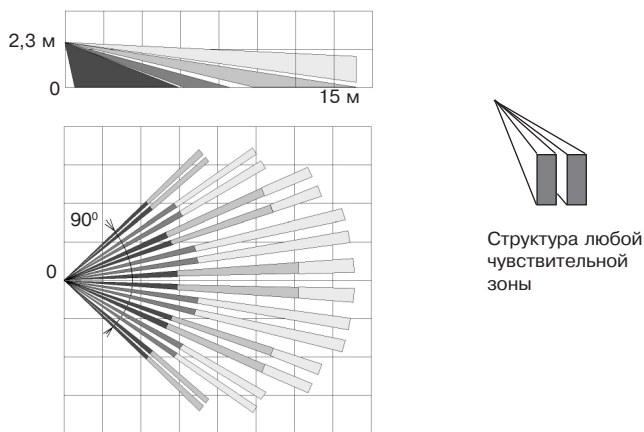 2,3 м
0
15 м
90⁰
0
Структура любой
чувствительной
зоны